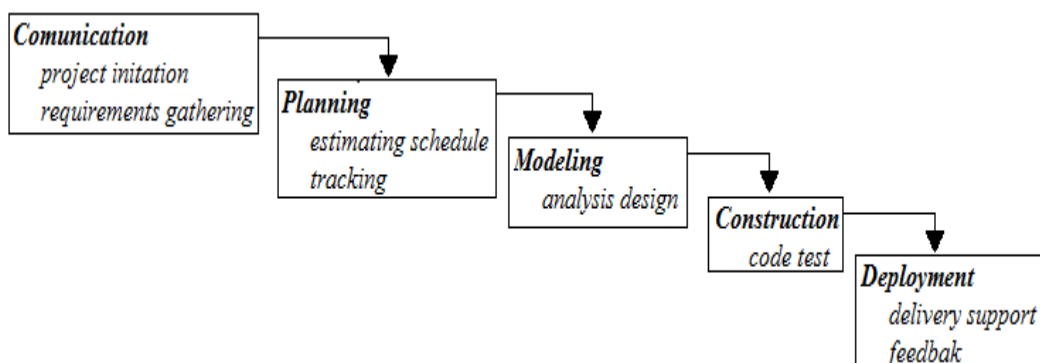 Comunication
project initation
requirements gathering
Planning
estimating schedule
tracking
Modeling
analysis design
Construction
code test
Deployment
delivery support
feedbak